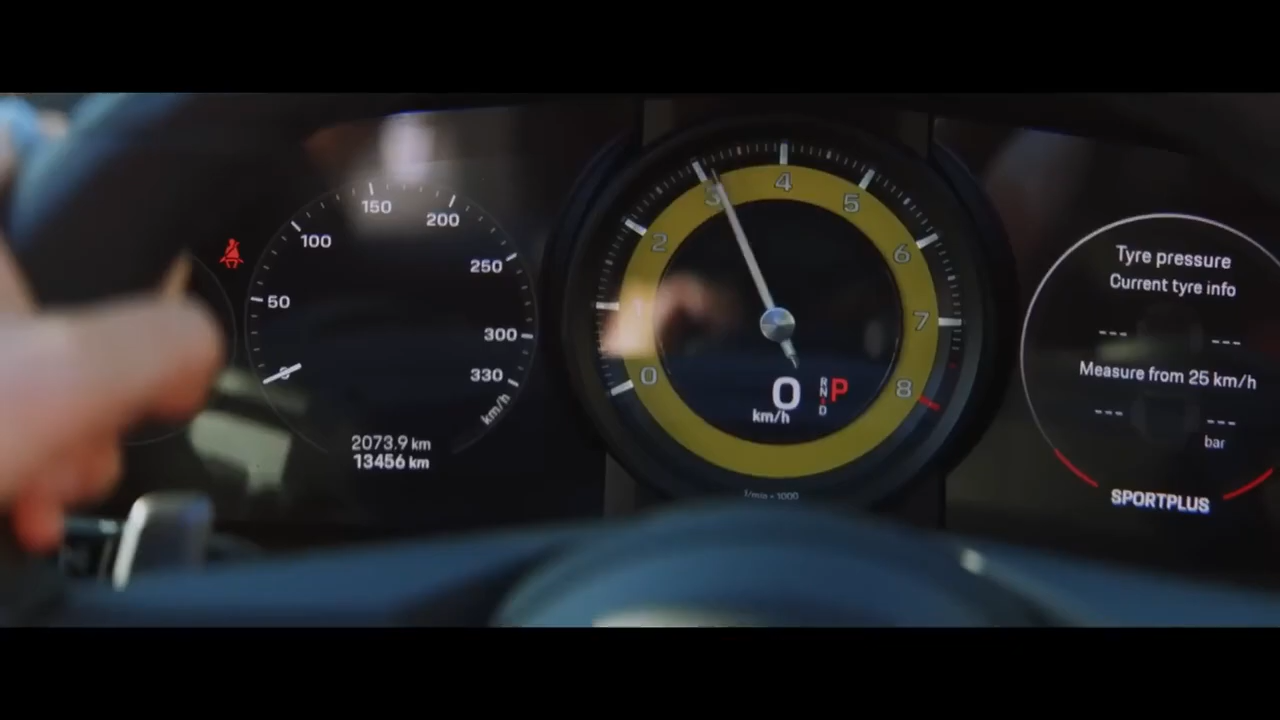 50
100
150
200
250
300
330
km/h
0
2073.9 km
13456 km
0
1
2
3
4
5
6
7
8
0
km/h
R
N
D
P
1/min × 1000
Tyre pressure
Current tyre info
--- ---
Measure from 25 km/h
--- ---
bar
SPORTPLUS